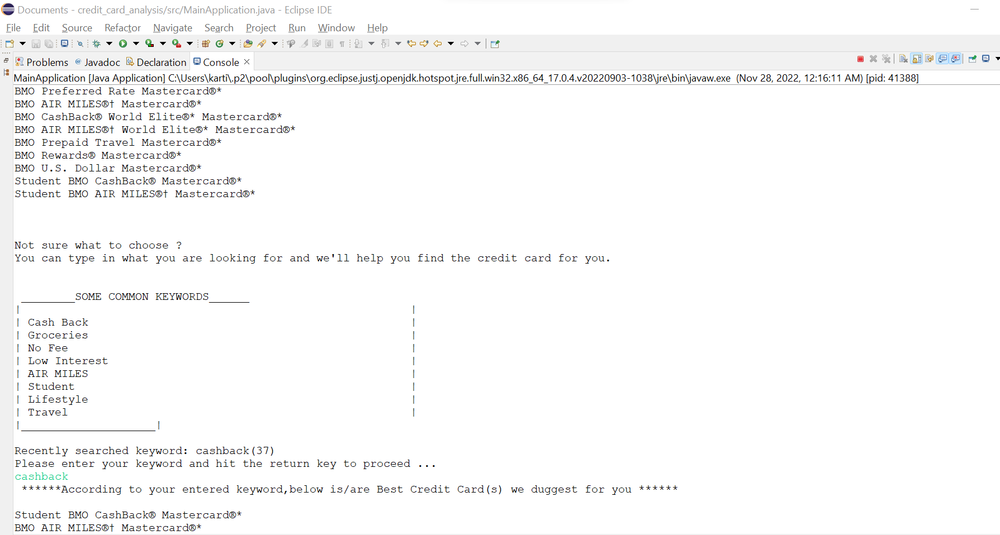 Documents - credit_card_analysis/src/MainApplication.java - Eclipse IDE
File Edit Source Refactor Navigate Search Project Run Window Help
Problems @ Javadoc Declaration Console
MainApplication [Java Application] C:\Users\karti\.p2\pool\plugins\org.eclipse.justj.openjdk.hotspot.jre.full.win32.x86_64_17.0.4.v20220903-1038\jre\bin\javaw.exe (Nov 28, 2022, 12:16:11 AM) [pid: 41388]
BMO Preferred Rate Mastercard®*
BMO AIR MILES®† Mastercard®*
BMO CashBack® World Elite®* Mastercard®*
BMO AIR MILES®† World Elite®* Mastercard®*
BMO Prepaid Travel Mastercard®*
BMO Rewards® Mastercard®*
BMO U.S. Dollar Mastercard®*
Student BMO CashBack® Mastercard®*
Student BMO AIR MILES®† Mastercard®*
Not sure what to choose ?
You can type in what you are looking for and we'll help you find the credit card for you.
________SOME COMMON KEYWORDS______
| |
| Cash Back |
| Groceries |
| No Fee |
| Low Interest |
| AIR MILES |
| Student |
| Lifestyle |
| Travel |
|____________________|
Recently searched keyword: cashback(37)
Please enter your keyword and hit the return key to proceed ...
cashback
******According to your entered keyword,below is/are Best Credit Card(s) we duggest for you ******
Student BMO CashBack® Mastercard®*
BMO AIR MILES®† Mastercard®*